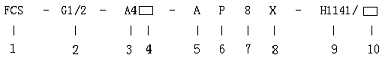 FCS - G1/2 - A4□ - A P 8 X - H1141/□
1 2 3 4 5 6 7 8 9 10